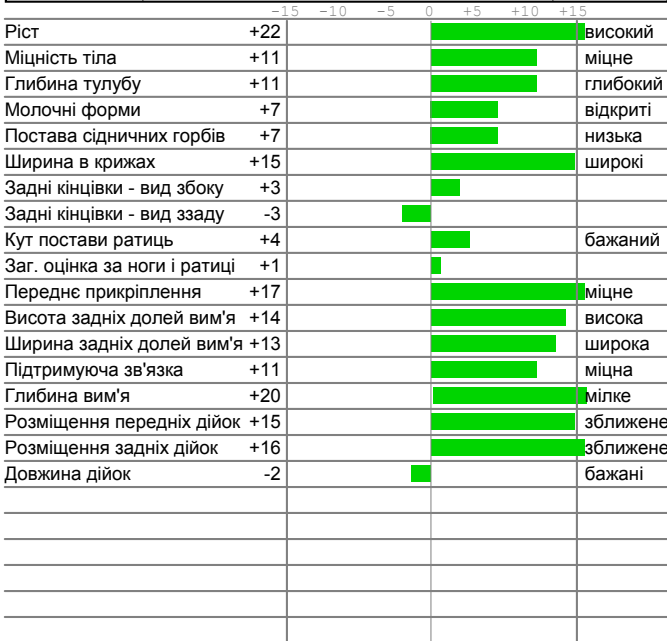 -15 -10 -5 0 +5 +10 +15
Ріст +22 високий
Міцність тіла +11 міцне
Глибина тулубу +11 глибокий
Молочні форми +7 відкриті
Постава сідничних горбів +7 низька
Ширина в крижах +15 широкі
Задні кінцівки - вид збоку +3
Задні кінцівки - вид ззаду -3
Кут постави ратиць +4 бажаний
Заг. оцінка за ноги і ратиці +1
Переднє прикріплення +17 міцне
Висота задніх долей вим'я +14 висока
Ширина задніх долей вим'я +13 широка
Підтримуюча зв'язка +11 міцна
Глибина вим'я +20 мілке
Розміщення передніх дійок +15 зближене
Розміщення задніх дійок +16 зближене
Довжина дійок -2 бажані